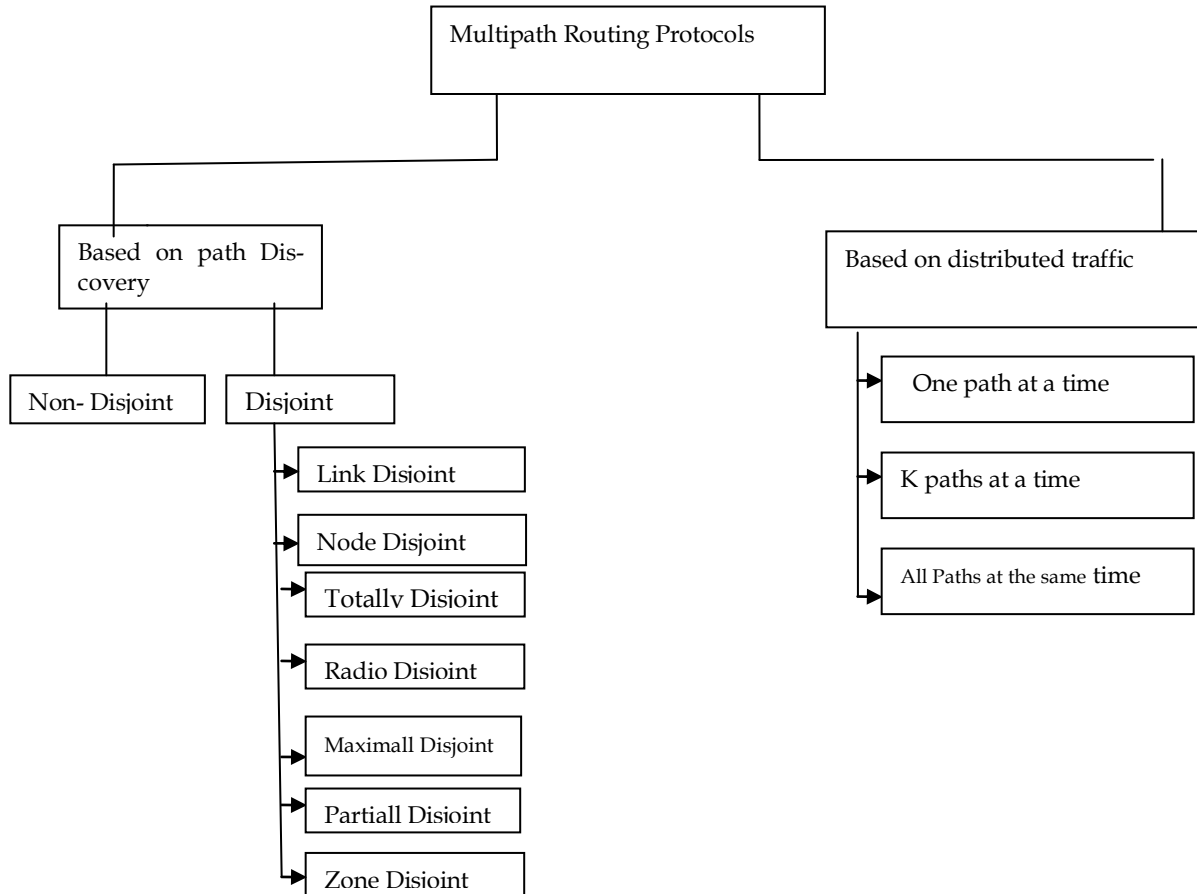 Multipath Routing Protocols
Based on path Dis-
covery
Based on distributed traffic
Non- Disjoint
Disjoint
Link Disjoint
Node Disjoint
Totally Disjoint
Radio Disjoint
Maximall Disjoint
Partiall Disjoint
Zone Disjoint
One path at a time
K paths at a time
All Paths at the same time